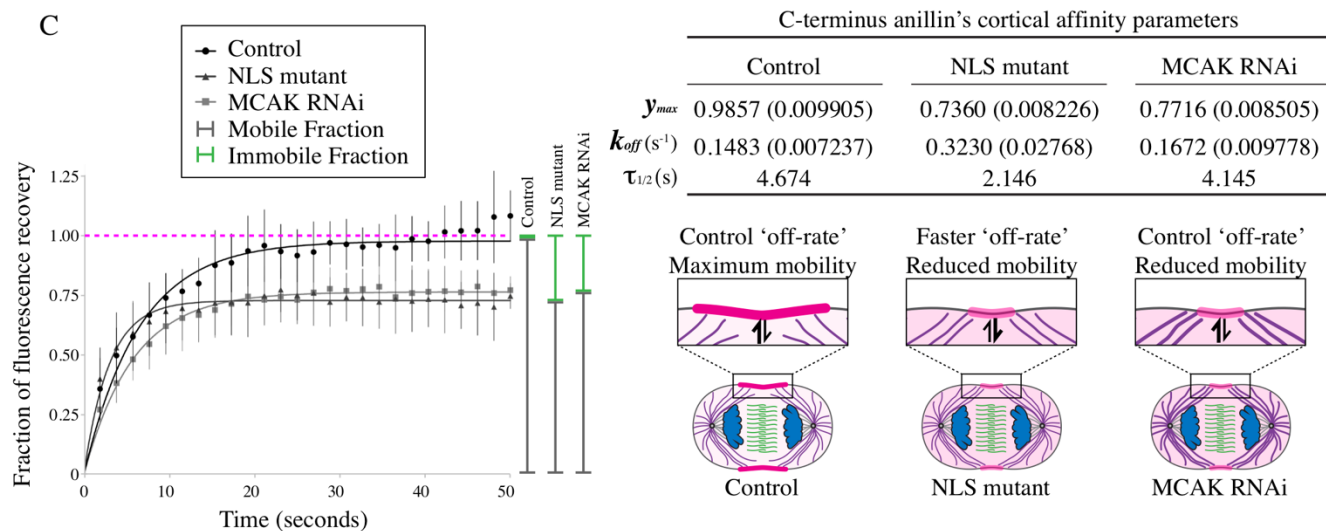 C
Control
NLS mutant
MCAK RNAi
Mobile Fraction
Immobile Fraction
Fraction of fluorescence recovery
1.25
1.00
0.75
0.50
0.25
0
0 10 20 30 40 50
Time (seconds)
Control
NLS mutant
MCAK RNAi
C-terminus anillin’s cortical affinity parameters
Control NLS mutant MCAK RNAi
ymax 0.9857 (0.009905) 0.7360 (0.008226) 0.7716 (0.008505)
koff (s-1) 0.1483 (0.007237) 0.3230 (0.02768) 0.1672 (0.009778)
τ1/2 (s) 4.674 2.146 4.145
Control ‘off-rate’
Maximum mobility
Faster ‘off-rate’
Reduced mobility
Control ‘off-rate’
Reduced mobility
Control
NLS mutant
MCAK RNAi